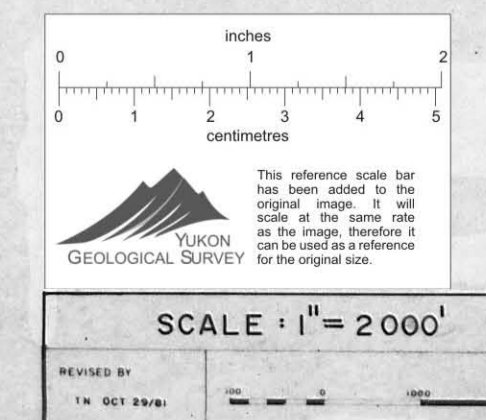 inches
0 1 2
0 1 2 3 4 5
centimetres
This reference scale bar
has been added to the
original image. It will
scale at the same rate
as the image, therefore it
can be used as a reference
for the original size.
YUKON
GEOLOGICAL SURVEY
SCALE : 1" = 2000'
REVISED BY
TN OCT 29/81
100 0 1000